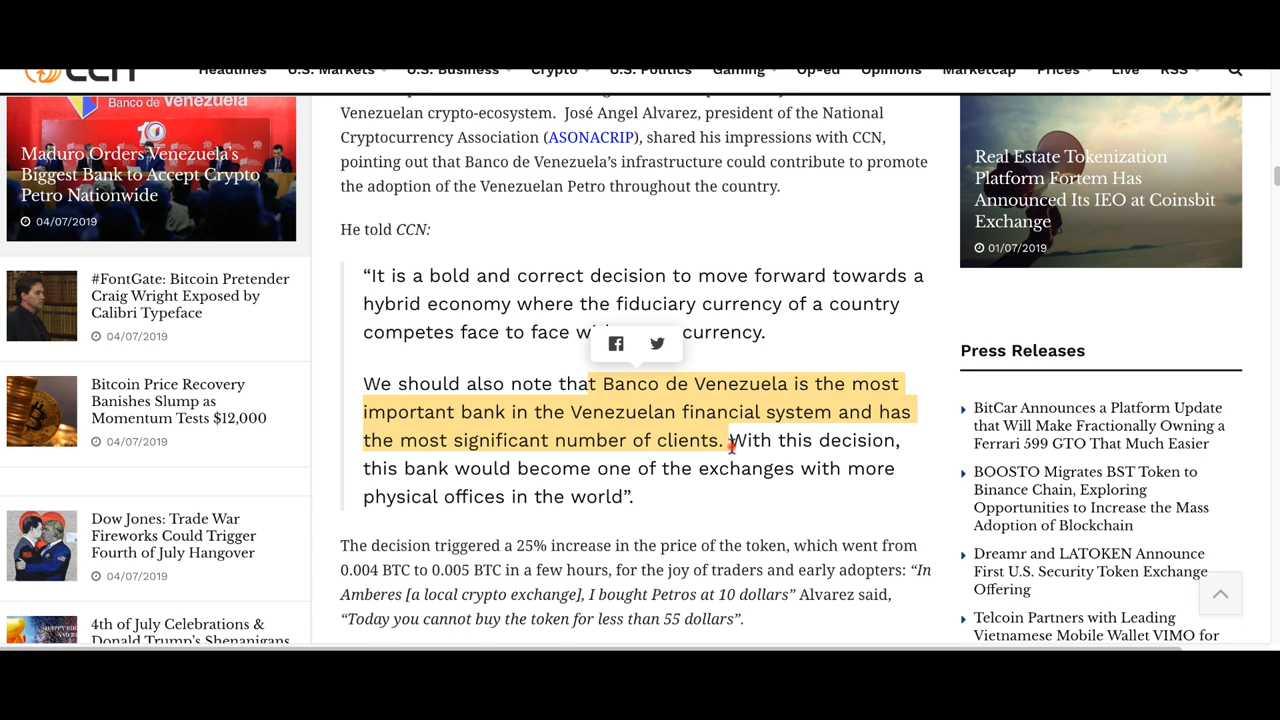 CCN
Headlines
U.S. Markets
U.S. Business
Crypto
U.S. Politics
Gaming
Op-ed
Opinions
Marketcap
Prices
Live
RSS
Banco de Venezuela
Maduro Orders Venezuela's
Biggest Bank to Accept Crypto
Petro Nationwide
04/07/2019
#FontGate: Bitcoin Pretender
Craig Wright Exposed by
Calibri Typeface
04/07/2019
Bitcoin Price Recovery
Banishes Slump as
Momentum Tests $12,000
04/07/2019
Dow Jones: Trade War
Fireworks Could Trigger
Fourth of July Hangover
04/07/2019
4th of July Celebrations &
Donald Trump's Shenanigans
Venezuelan crypto-ecosystem. José Angel Alvarez, president of the National
Cryptocurrency Association (ASONACRIP), shared his impressions with CCN,
pointing out that Banco de Venezuela’s infrastructure could contribute to promote
the adoption of the Venezuelan Petro throughout the country.
He told CCN:
“It is a bold and correct decision to move forward towards a
hybrid economy where the fiduciary currency of a country
competes face to face currency.
We should also note that Banco de Venezuela is the most
important bank in the Venezuelan financial system and has
the most significant number of clients. With this decision,
this bank would become one of the exchanges with more
physical offices in the world”.
The decision triggered a 25% increase in the price of the token, which went from
0.004 BTC to 0.005 BTC in a few hours, for the joy of traders and early adopters: “In
Amberes [a local crypto exchange], I bought Petros at 10 dollars” Alvarez said,
“Today you cannot buy the token for less than 55 dollars”.
Real Estate Tokenization
Platform Fortem Has
Announced Its IEO at Coinsbit
Exchange
01/07/2019
Press Releases
BitCar Announces a Platform Update
that will Make Fractionally Owning a
Ferrari 599 GTO That Much Easier
BOOSTO Migrates BST Token to
Binance Chain, Exploring
Opportunities to Increase the Mass
Adoption of Blockchain
Dreamr and LATOKEN Announce
First U.S. Security Token Exchange
Offering
Telcoin Partners with Leading
Vietnamese Mobile Wallet VIMO for